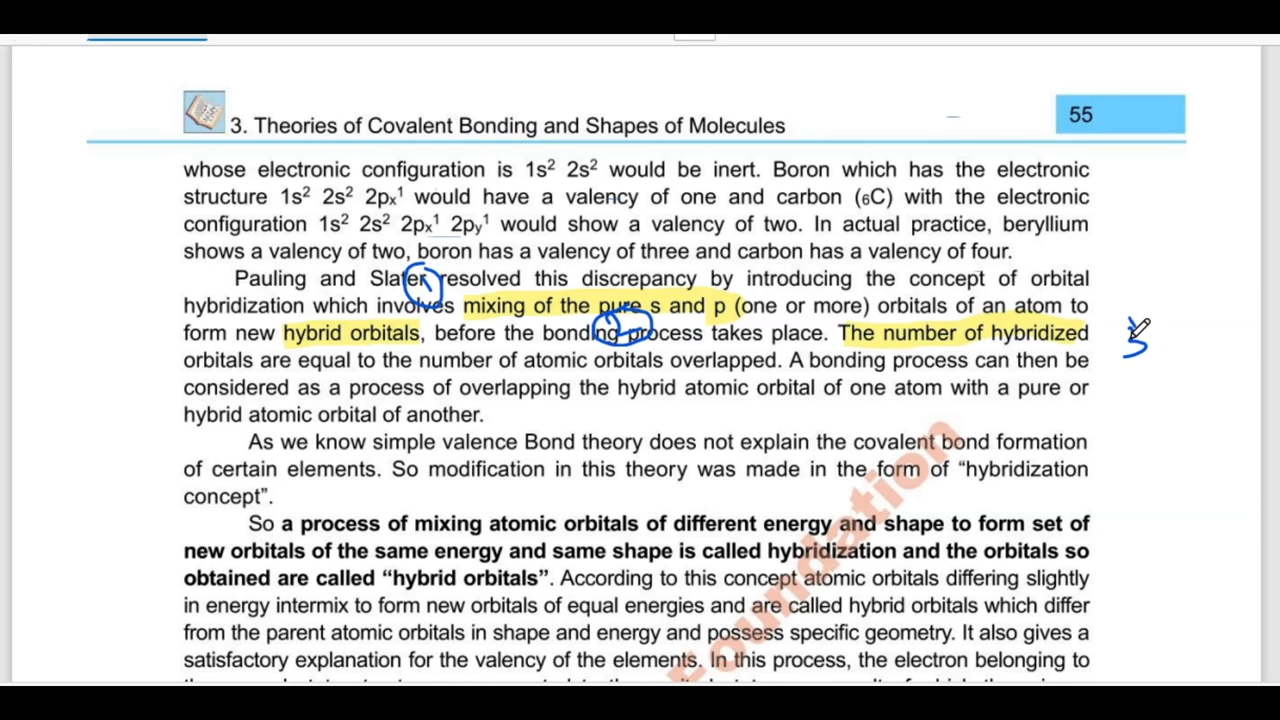 3. Theories of Covalent Bonding and Shapes of Molecules
55
whose electronic configuration is 1s² 2s² would be inert. Boron which has the electronic
structure 1s² 2s² 2pₓ¹ would have a valency of one and carbon (₆C) with the electronic
configuration 1s² 2s² 2pₓ¹ 2pᵧ¹ would show a valency of two. In actual practice, beryllium
shows a valency of two, boron has a valency of three and carbon has a valency of four.
Pauling and Slater resolved this discrepancy by introducing the concept of orbital
hybridization which involves mixing of the pure s and p (one or more) orbitals of an atom to
form new hybrid orbitals, before the bonding process takes place. The number of hybridized
orbitals are equal to the number of atomic orbitals overlapped. A bonding process can then be
considered as a process of overlapping the hybrid atomic orbital of one atom with a pure or
hybrid atomic orbital of another.
As we know simple valence Bond theory does not explain the covalent bond formation
of certain elements. So modification in this theory was made in the form of “hybridization
concept”.
So a process of mixing atomic orbitals of different energy and shape to form set of
new orbitals of the same energy and same shape is called hybridization and the orbitals so
obtained are called “hybrid orbitals”. According to this concept atomic orbitals differing slightly
in energy intermix to form new orbitals of equal energies and are called hybrid orbitals which differ
from the parent atomic orbitals in shape and energy and possess specific geometry. It also gives a
satisfactory explanation for the valency of the elements. In this process, the electron belonging to
1
2
3
Foundation